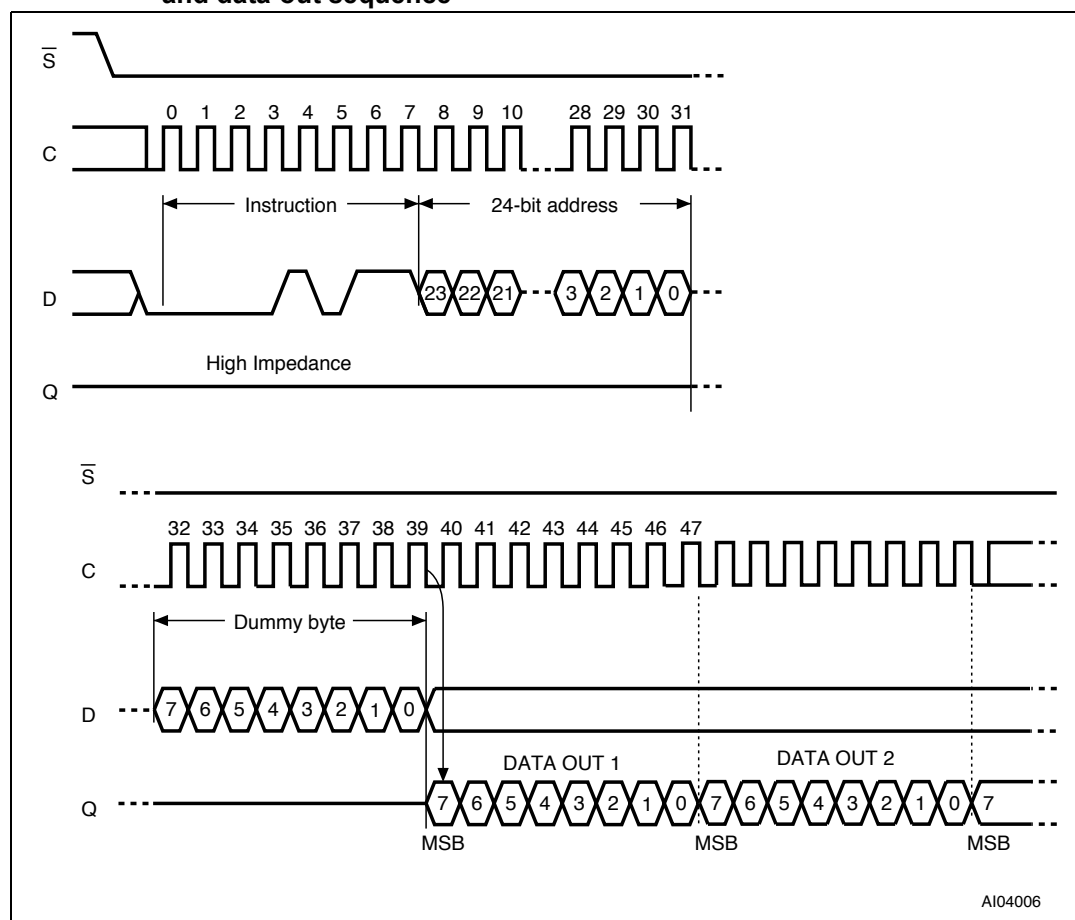 and data-out sequence
S
0 1 2 3 4 5 6 7 8 9 10 28 29 30 31
C
Instruction 24-bit address
D 23 22 21 3 2 1 0
High Impedance
Q
S
32 33 34 35 36 37 38 39 40 41 42 43 44 45 46 47
C
Dummy byte
D 7 6 5 4 3 2 1 0
DATA OUT 1 DATA OUT 2
Q 7 6 5 4 3 2 1 0 7 6 5 4 3 2 1 0 7
MSB MSB MSB
AI04006